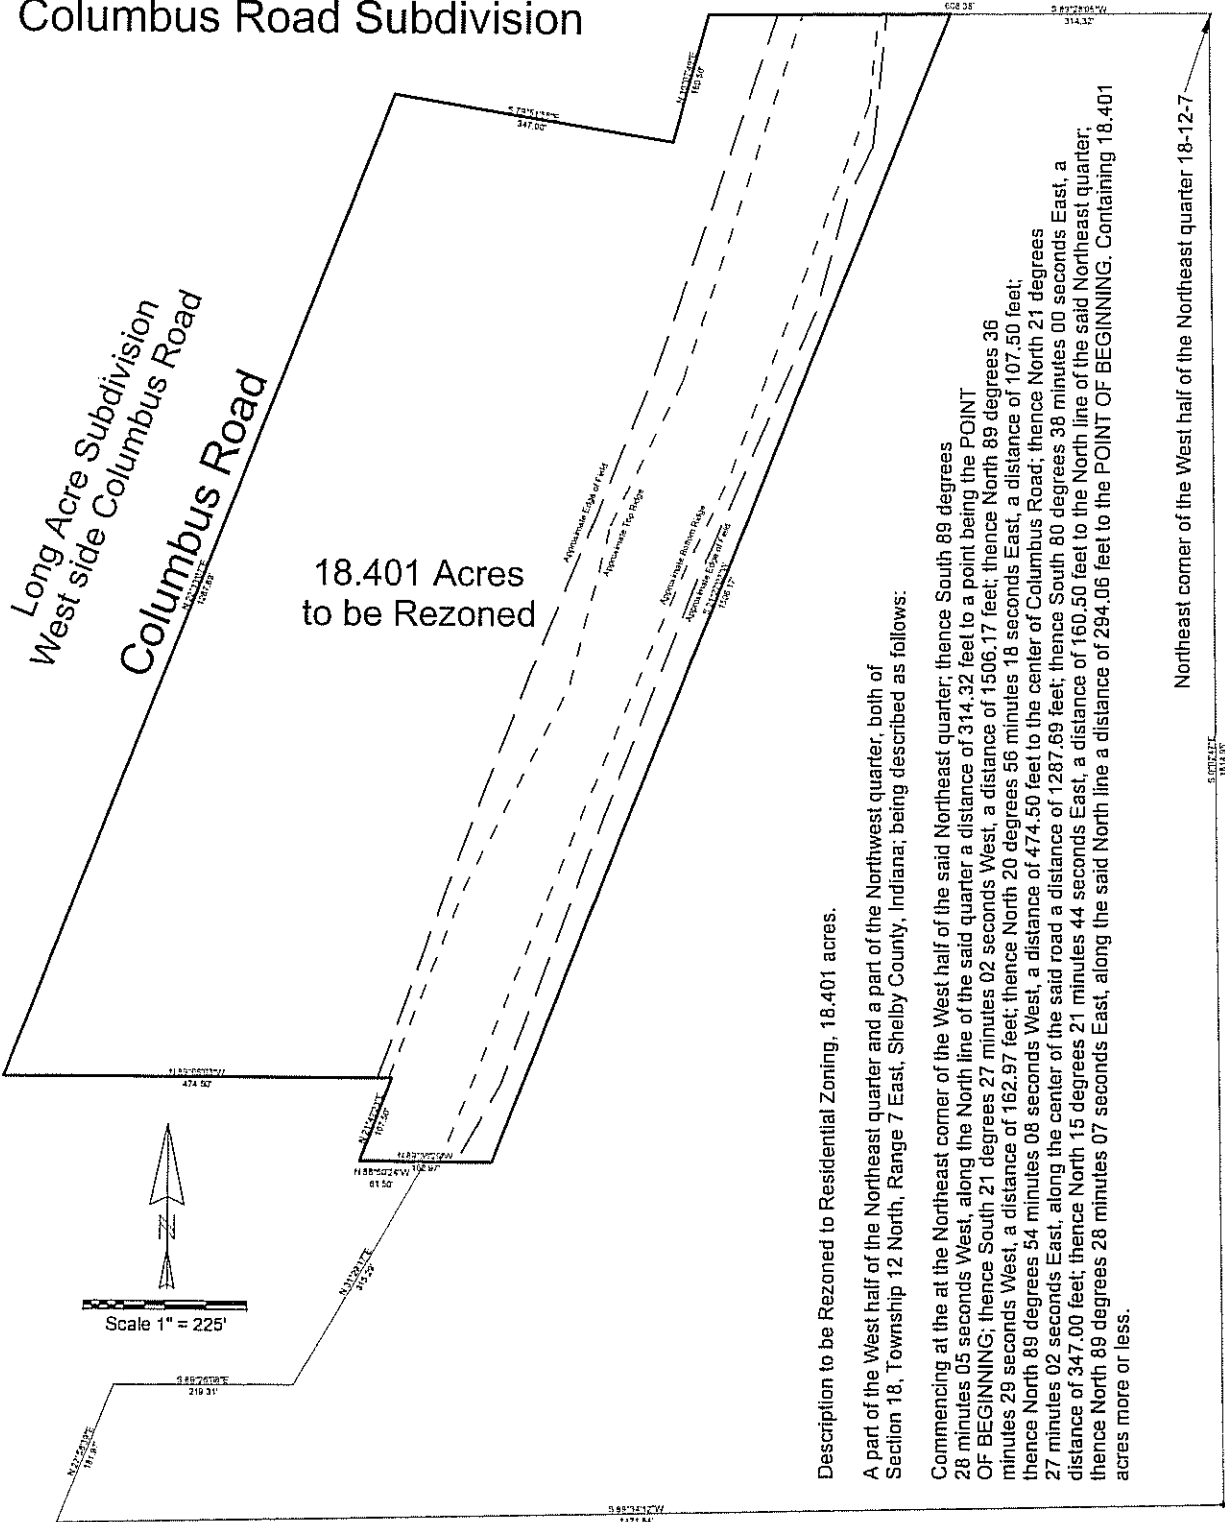 Columbus Road Subdivision
608.38'
S 89°28'05"W
314.32'
347.00'
160.50'
Long Acre Subdivision
West side Columbus Road
Columbus Road
1287.69'
18.401 Acres
to be Rezoned
Approximate Edge of Field
Approximate Top Ridge
Approximate Bottom Ridge
Approximate Edge of Field
1506.17'
474.50'
107.50'
162.97'
N 88°50'24"W
61.50'
N
Scale 1" = 225'
219.31'
Description to be Rezoned to Residential Zoning, 18.401 acres.
A part of the West half of the Northeast quarter and a part of the Northwest quarter, both of
Section 18, Township 12 North, Range 7 East, Shelby County, Indiana; being described as follows:
Commencing at the at the Northeast corner of the West half of the said Northeast quarter; thence South 89 degrees
28 minutes 05 seconds West, along the North line of the said quarter a distance of 314.32 feet to a point being the POINT
OF BEGINNING; thence South 21 degrees 27 minutes 02 seconds West, a distance of 1506.17 feet; thence North 89 degrees 36
minutes 29 seconds West, a distance of 162.97 feet; thence North 20 degrees 56 minutes 18 seconds East, a distance of 107.50 feet;
thence North 89 degrees 54 minutes 08 seconds West, a distance of 474.50 feet to the center of Columbus Road; thence North 21 degrees
27 minutes 02 seconds East, along the center of the said road a distance of 1287.69 feet; thence South 80 degrees 38 minutes 00 seconds East, a
distance of 347.00 feet; thence North 15 degrees 21 minutes 44 seconds East, a distance of 160.50 feet to the North line of the said Northeast quarter;
thence North 89 degrees 28 minutes 07 seconds East, along the said North line a distance of 294.06 feet to the POINT OF BEGINNING. Containing 18.401
acres more or less.
Northeast corner of the West half of the Northeast quarter 18-12-7
S 89°34'12"W